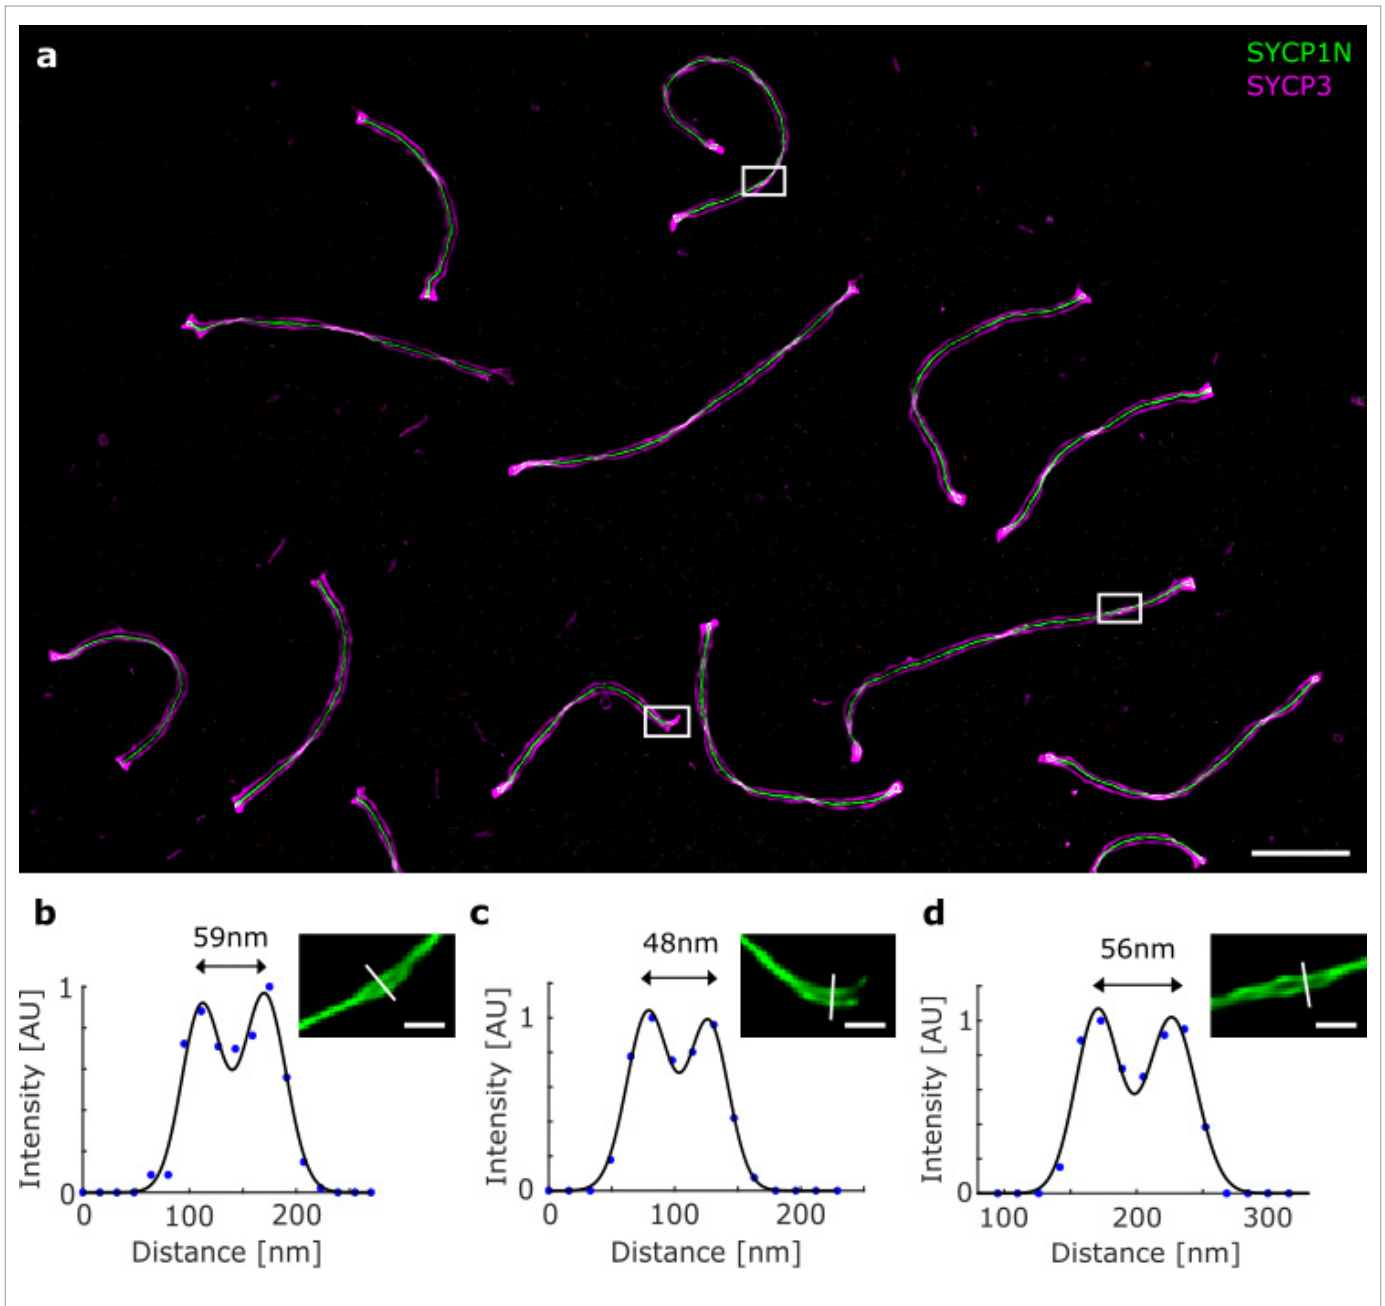 a
SYCP1N
SYCP3
b
59nm
Intensity [AU]
1
0
0
100
200
Distance [nm]
c
48nm
Intensity [AU]
1
0
0
100
200
Distance [nm]
d
56nm
Intensity [AU]
1
0
100
200
300
Distance [nm]